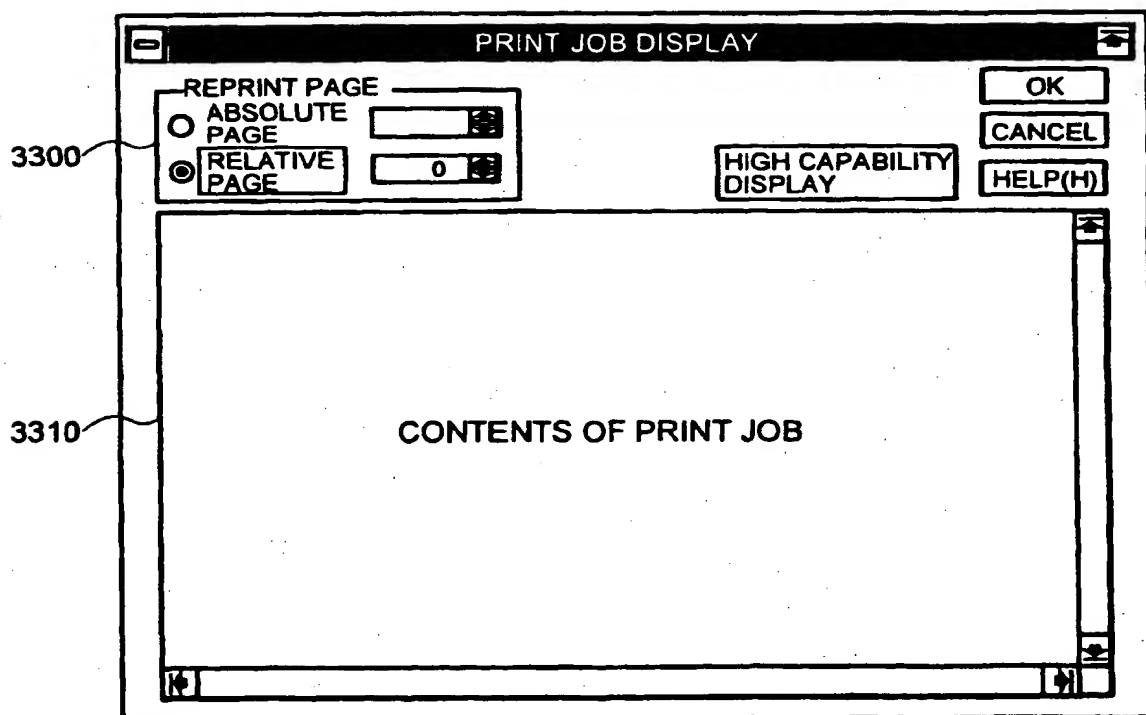 PRINT JOB DISPLAY
REPRINT PAGE
ABSOLUTE
PAGE
RELATIVE
PAGE
0
HIGH CAPABILITY
DISPLAY
OK
CANCEL
HELP(H)
3300
3310
CONTENTS OF PRINT JOB